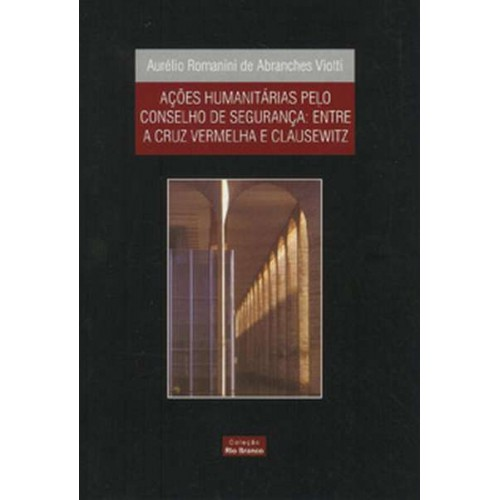 Aurélio Romanini de Abranches Viotti
AÇÕES HUMANITÁRIAS PELO
CONSELHO DE SEGURANÇA: ENTRE
A CRUZ VERMELHA E CLAUSEWITZ
Coleção
Rio Branco